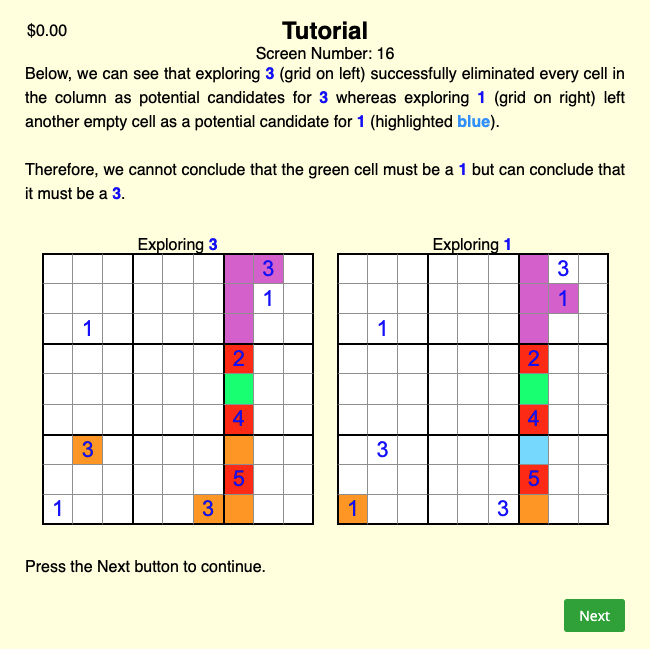 $0.00
Tutorial
Screen Number: 16
Below, we can see that exploring 3 (grid on left) successfully eliminated every cell in
the column as potential candidates for 3 whereas exploring 1 (grid on right) left
another empty cell as a potential candidate for 1 (highlighted blue).
Therefore, we cannot conclude that the green cell must be a 1 but can conclude that
it must be a 3.
Exploring 3
3
1
1
2
4
3
5
1 3
Exploring 1
3
1
1
2
4
3
5
1 3
Press the Next button to continue.
Next